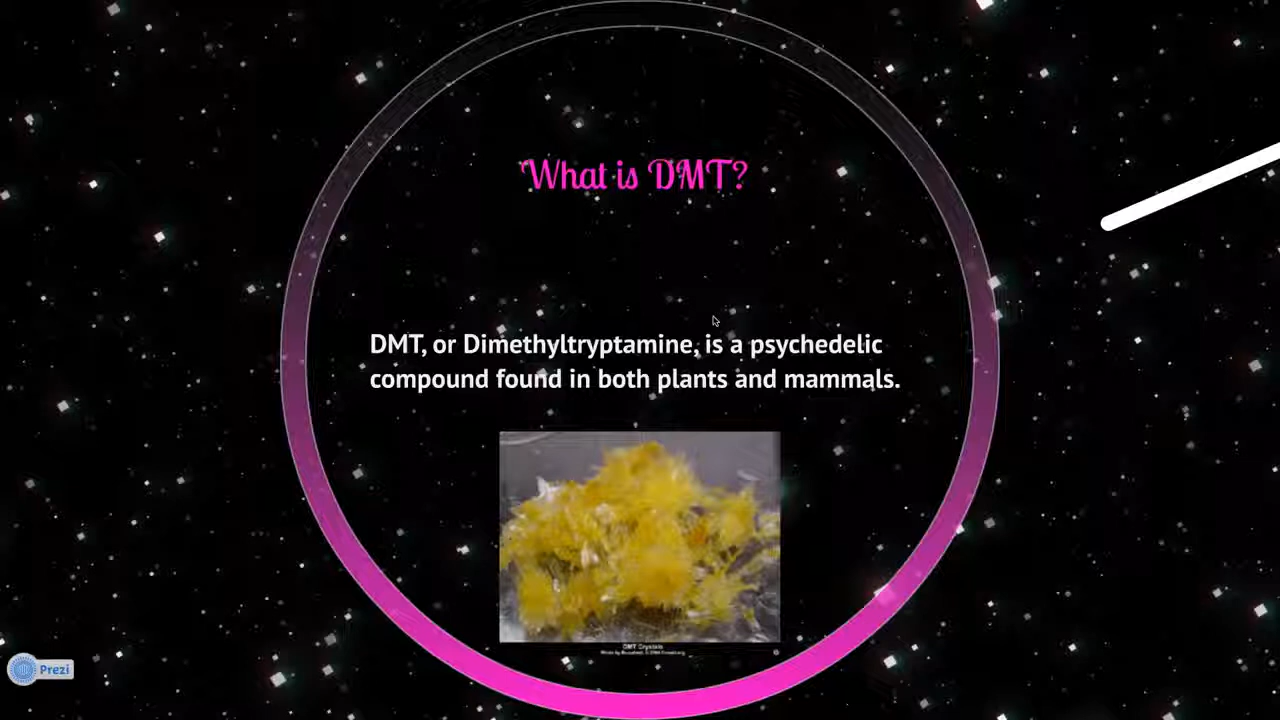 What is DMT?
DMT, or Dimethyltryptamine, is a psychedelic
compound found in both plants and mammals.
DMT Crystals
Prezi